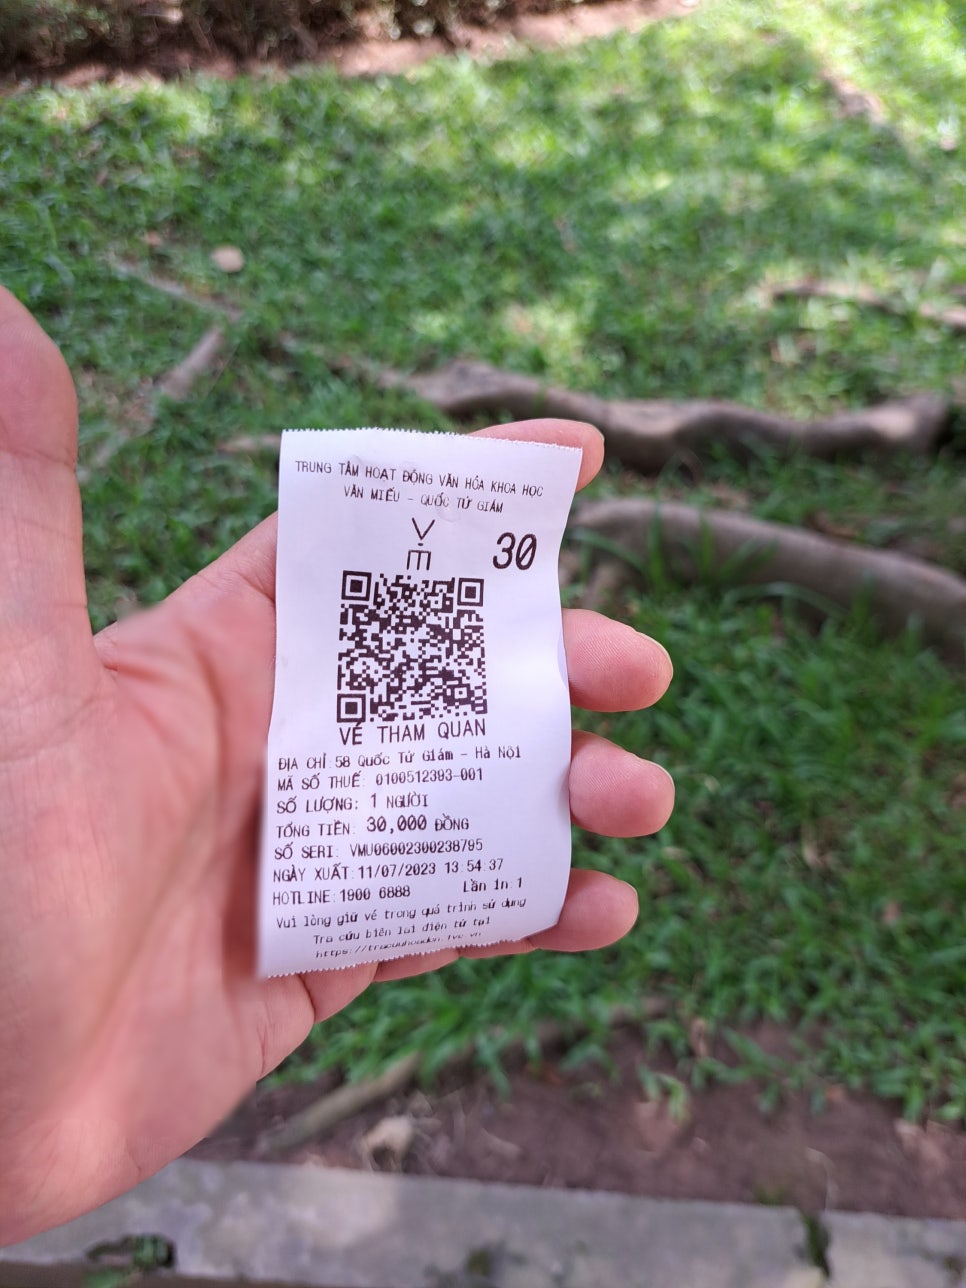 TRUNG TÂM HOẠT ĐỘNG VĂN HÓA KHOA HỌC
VĂN MIẾU - QUỐC TỬ GIÁM
30
VÉ THAM QUAN
ĐỊA CHỈ:58 Quốc Tử Giám - Hà Nội
MÃ SỐ THUẾ: 0100512393-001
SỐ LƯỢNG: 1 NGƯỜI
TỔNG TIỀN: 30,000 ĐỒNG
SỐ SERI: VMU06002300238795
NGÀY XUẤT:11/07/2023 13:54:37
HOTLINE:1900 6888 Lần in:1
Vui lòng giữ vé trong quá trình sử dụng
Tra cứu biên lai điện tử tại